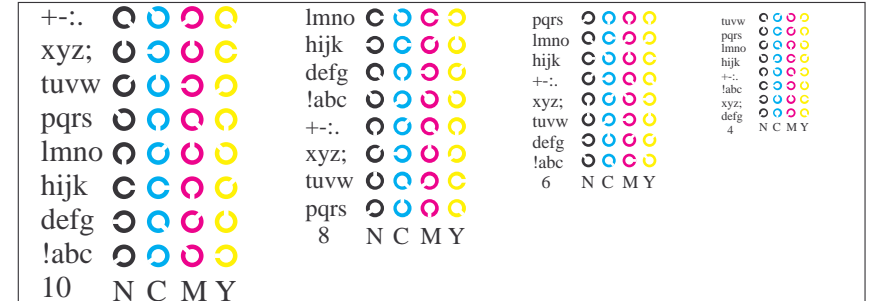 +-:.
xyz;
tuvw
pqrs
lmno
hijk
defg
!abc
10 N C M Y
lmno
hijk
defg
!abc
+-:.
xyz;
tuvw
pqrs
8 N C M Y
pqrs
lmno
hijk
+-:.
xyz;
tuvw
defg
!abc
6 N C M Y
tuvw
pqrs
lmno
hijk
+-:.
!abc
xyz;
defg
4 N C M Y